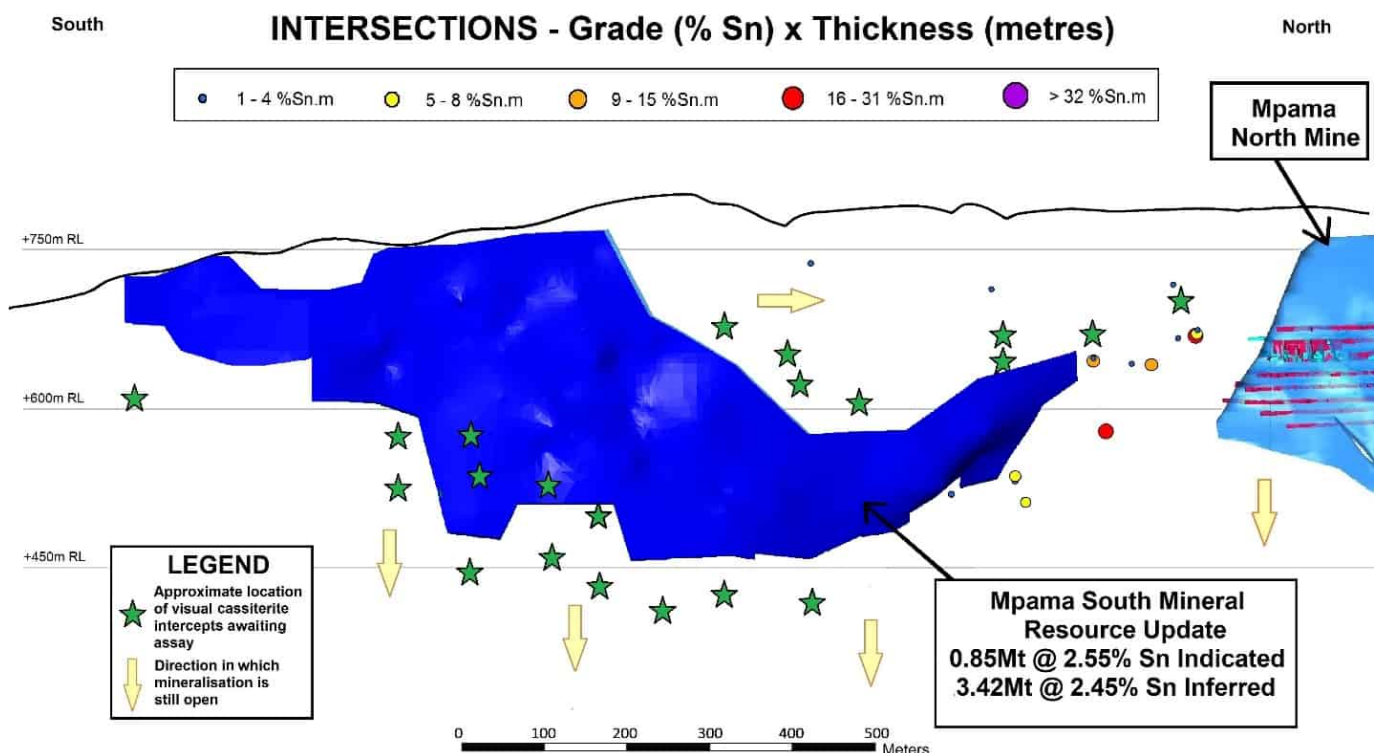 South
INTERSECTIONS - Grade (% Sn) x Thickness (metres)
North
1 - 4 %Sn.m
5 - 8 %Sn.m
9 - 15 %Sn.m
16 - 31 %Sn.m
> 32 %Sn.m
Mpama
North Mine
+750m RL
+600m RL
+450m RL
LEGEND
Approximate location
of visual cassiterite
intercepts awaiting
assay
Direction in which
mineralisation is
still open
Mpama South Mineral
Resource Update
0.85Mt @ 2.55% Sn Indicated
3.42Mt @ 2.45% Sn Inferred
0 100 200 300 400 500
Meters